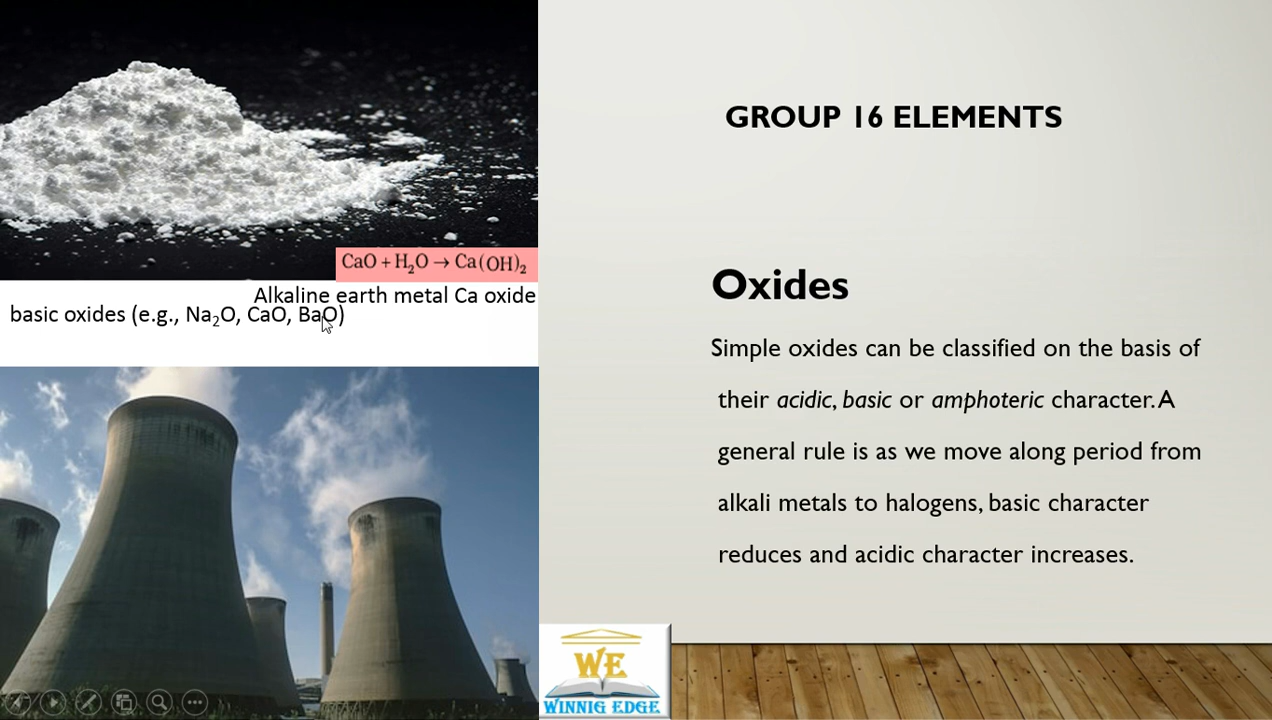 CaO + H₂O → Ca(OH)₂
Alkaline earth metal Ca oxide
basic oxides (e.g., Na₂O, CaO, BaO)
GROUP 16 ELEMENTS
Oxides
Simple oxides can be classified on the basis of
their acidic, basic or amphoteric character. A
general rule is as we move along period from
alkali metals to halogens, basic character
reduces and acidic character increases.
WE
WINNIG EDGE